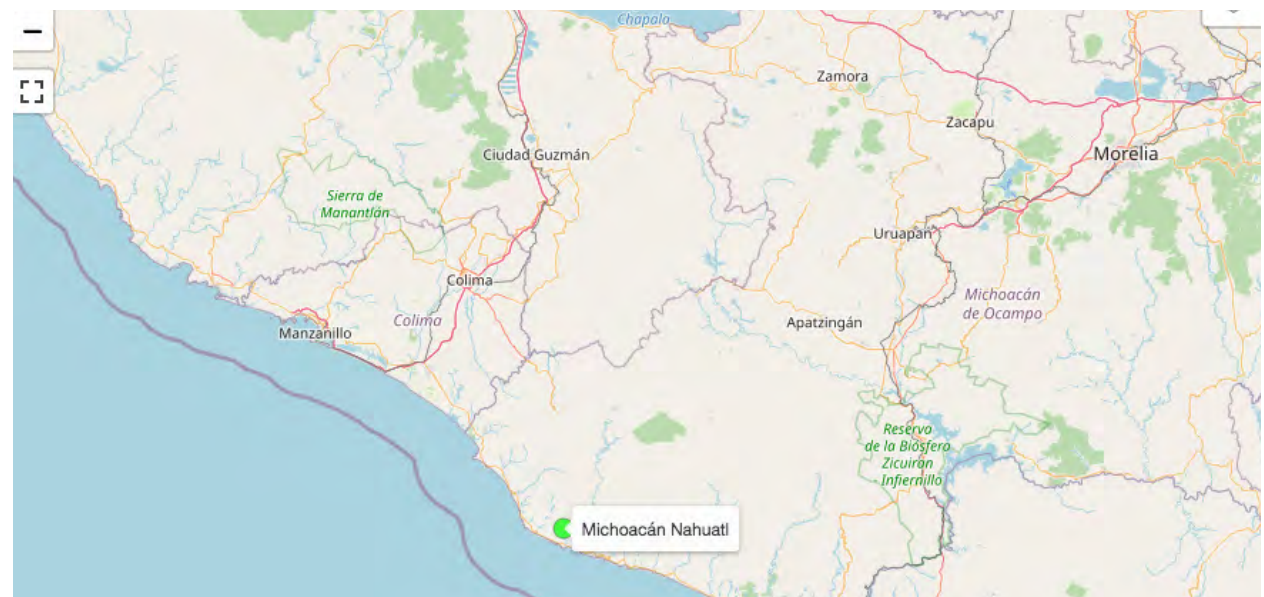 Chapala
Zamora
Zacapu
Morelia
Ciudad Guzmán
Sierra de
Manantlán
Uruapan
Colima
Michoacán
de Ocampo
Colima
Manzanillo
Apatzingán
Reserva
de la Biósfera
Zicuirán
- Infiernillo
Michoacán Nahuatl